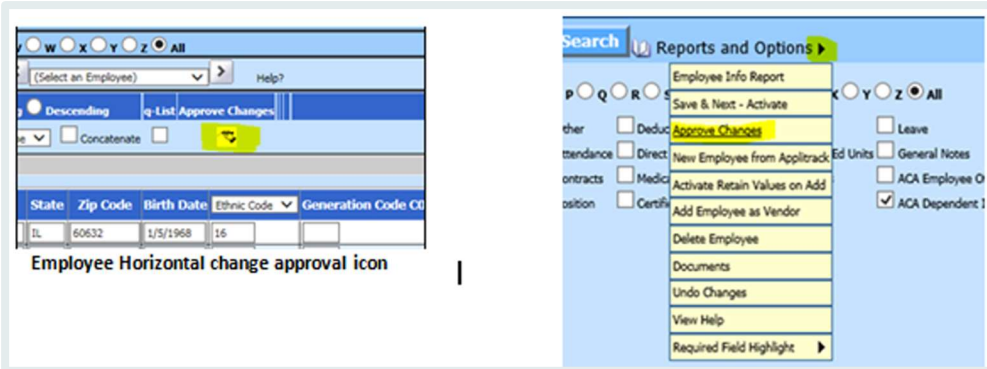 W X Y Z All
(Select an Employee) > Help?
Descending q-List Approve Changes
Concatenate
State Zip Code Birth Date Ethnic Code Generation Code
IL 60632 1/5/1968 16
Employee Horizontal change approval icon
Search Reports and Options
Employee Info Report
Save & Next - Activate
Approve Changes
New Employee from Applitrack
Activate Retain Values on Add
Add Employee as Vendor
Delete Employee
Documents
Undo Changes
View Help
Required Field Highlight
P Q R S X Y Z All
Leave
Direct Ed Units General Notes
ACA Employee
ACA Dependent